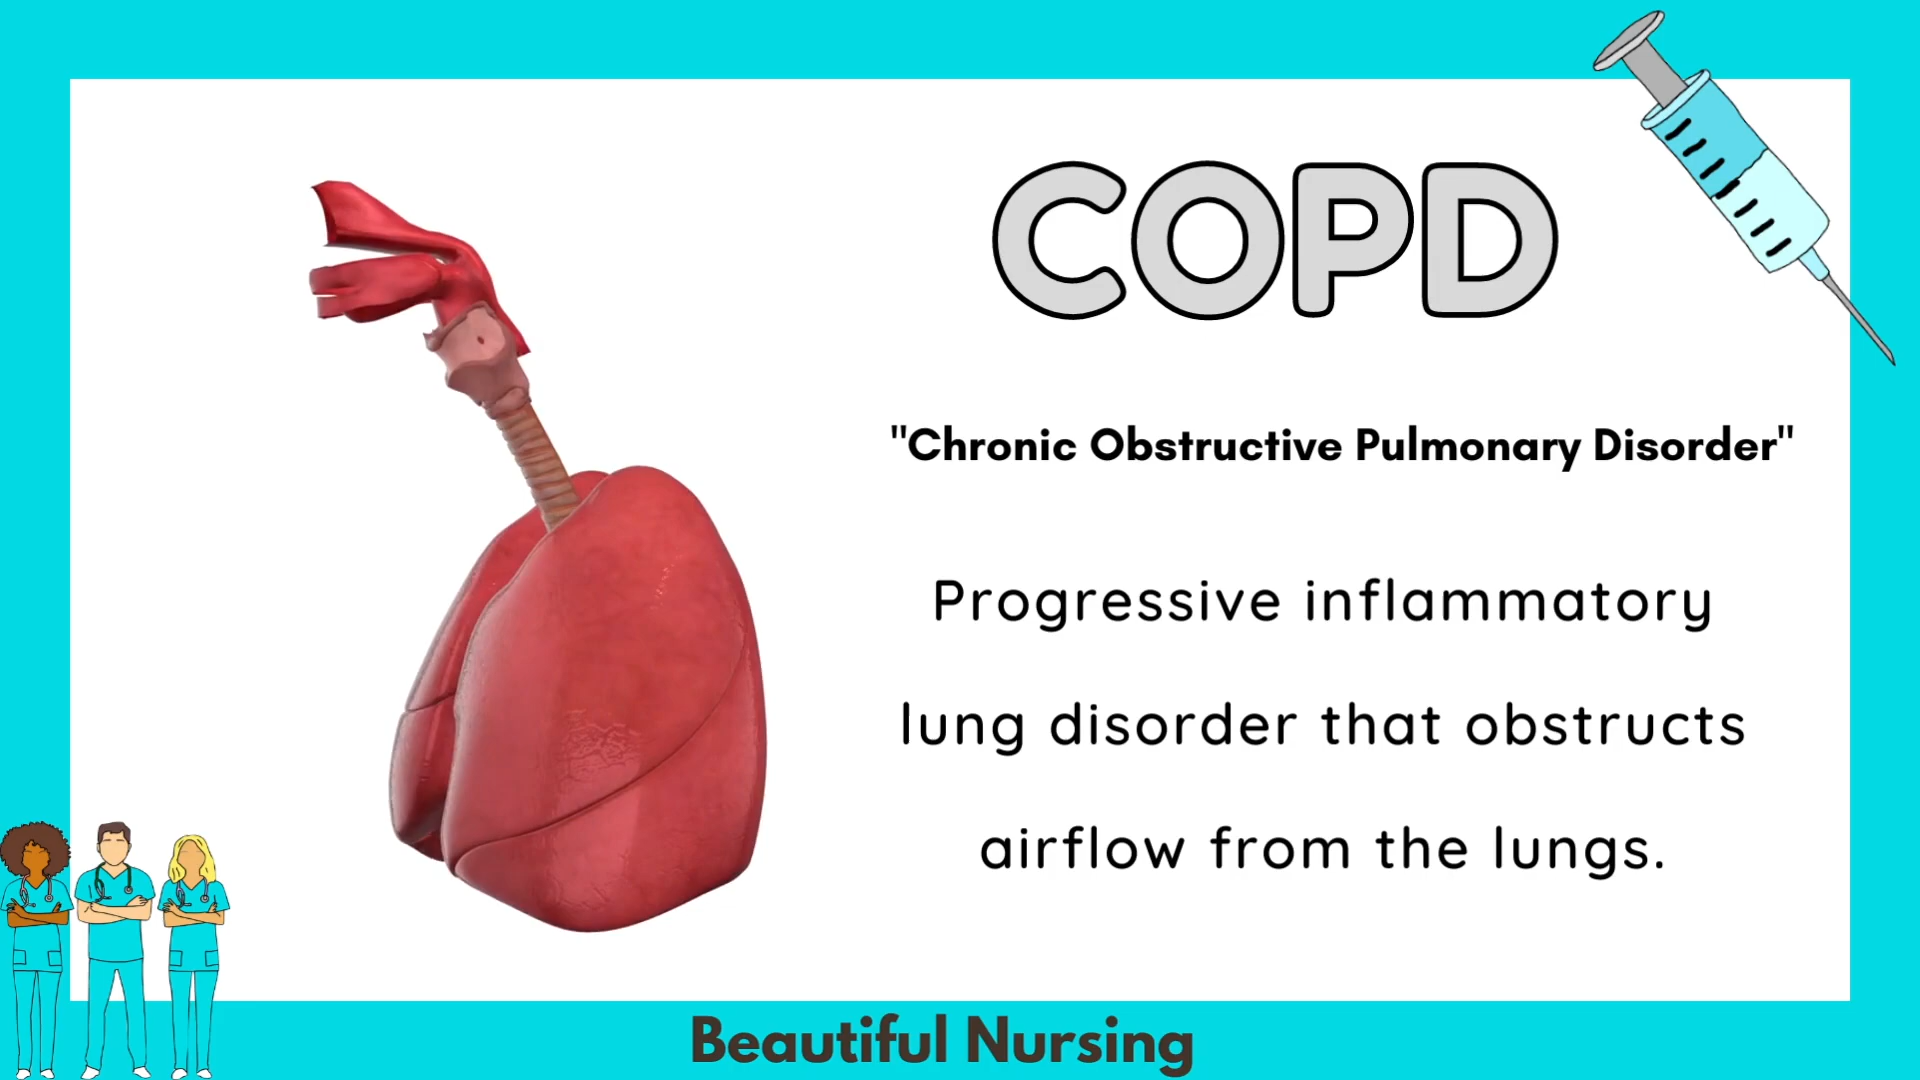 COPD
"Chronic Obstructive Pulmonary Disorder"
Progressive inflammatory
lung disorder that obstructs
airflow from the lungs.
Beautiful Nursing